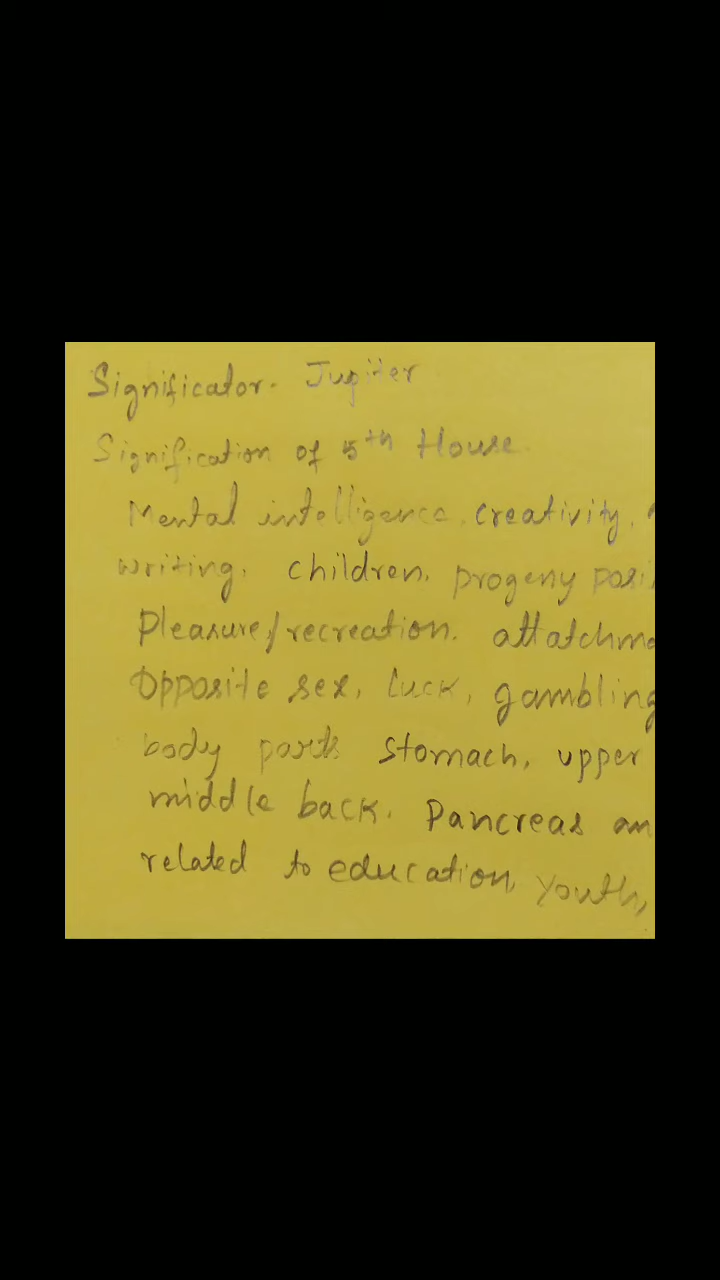 Significator. Jupiter
Signification of 5th House
Mental intelligence, creativity,
writing. children. progeny
Pleasure/recreation.
Opposite sex, luck, gambling
body parts stomach, upper
middle back. Pancreas
related to education, youth,